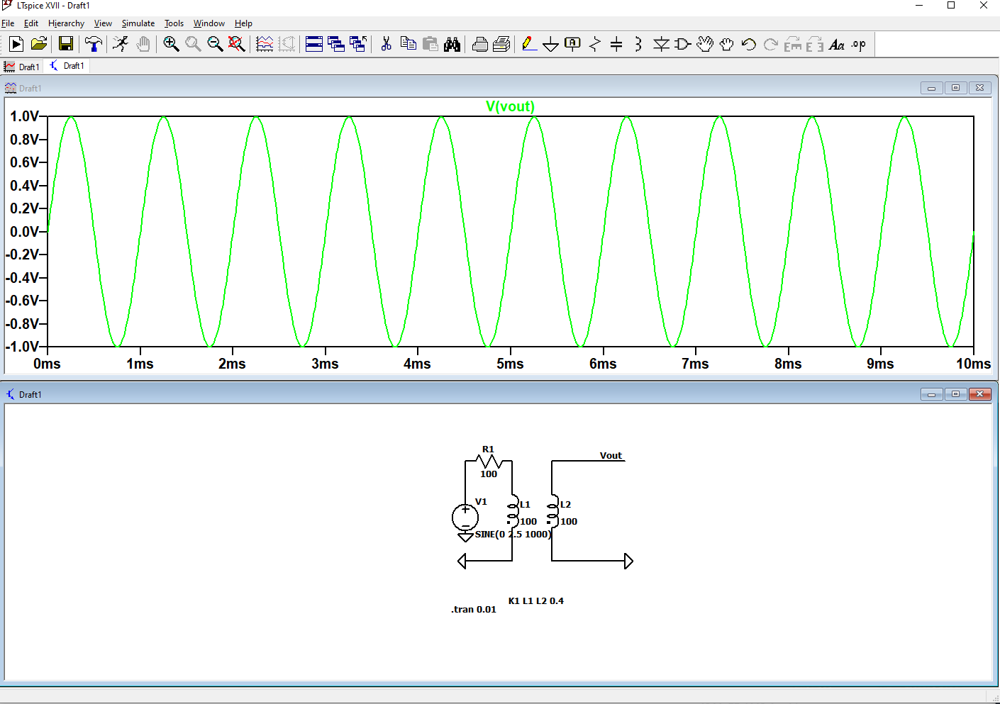 LTspice XVII - Draft1
File Edit Hierarchy View Simulate Tools Window Help
A .op
Draft1 Draft1
Draft1
V(vout)
1.0V
0.8V
0.6V
0.4V
0.2V
0.0V
-0.2V
-0.4V
-0.6V
-0.8V
-1.0V
0ms 1ms 2ms 3ms 4ms 5ms 6ms 7ms 8ms 9ms 10ms
Draft1
R1
100
Vout
V1
L1
L2
100
100
SINE(0 2.5 1000)
K1 L1 L2 0.4
.tran 0.01